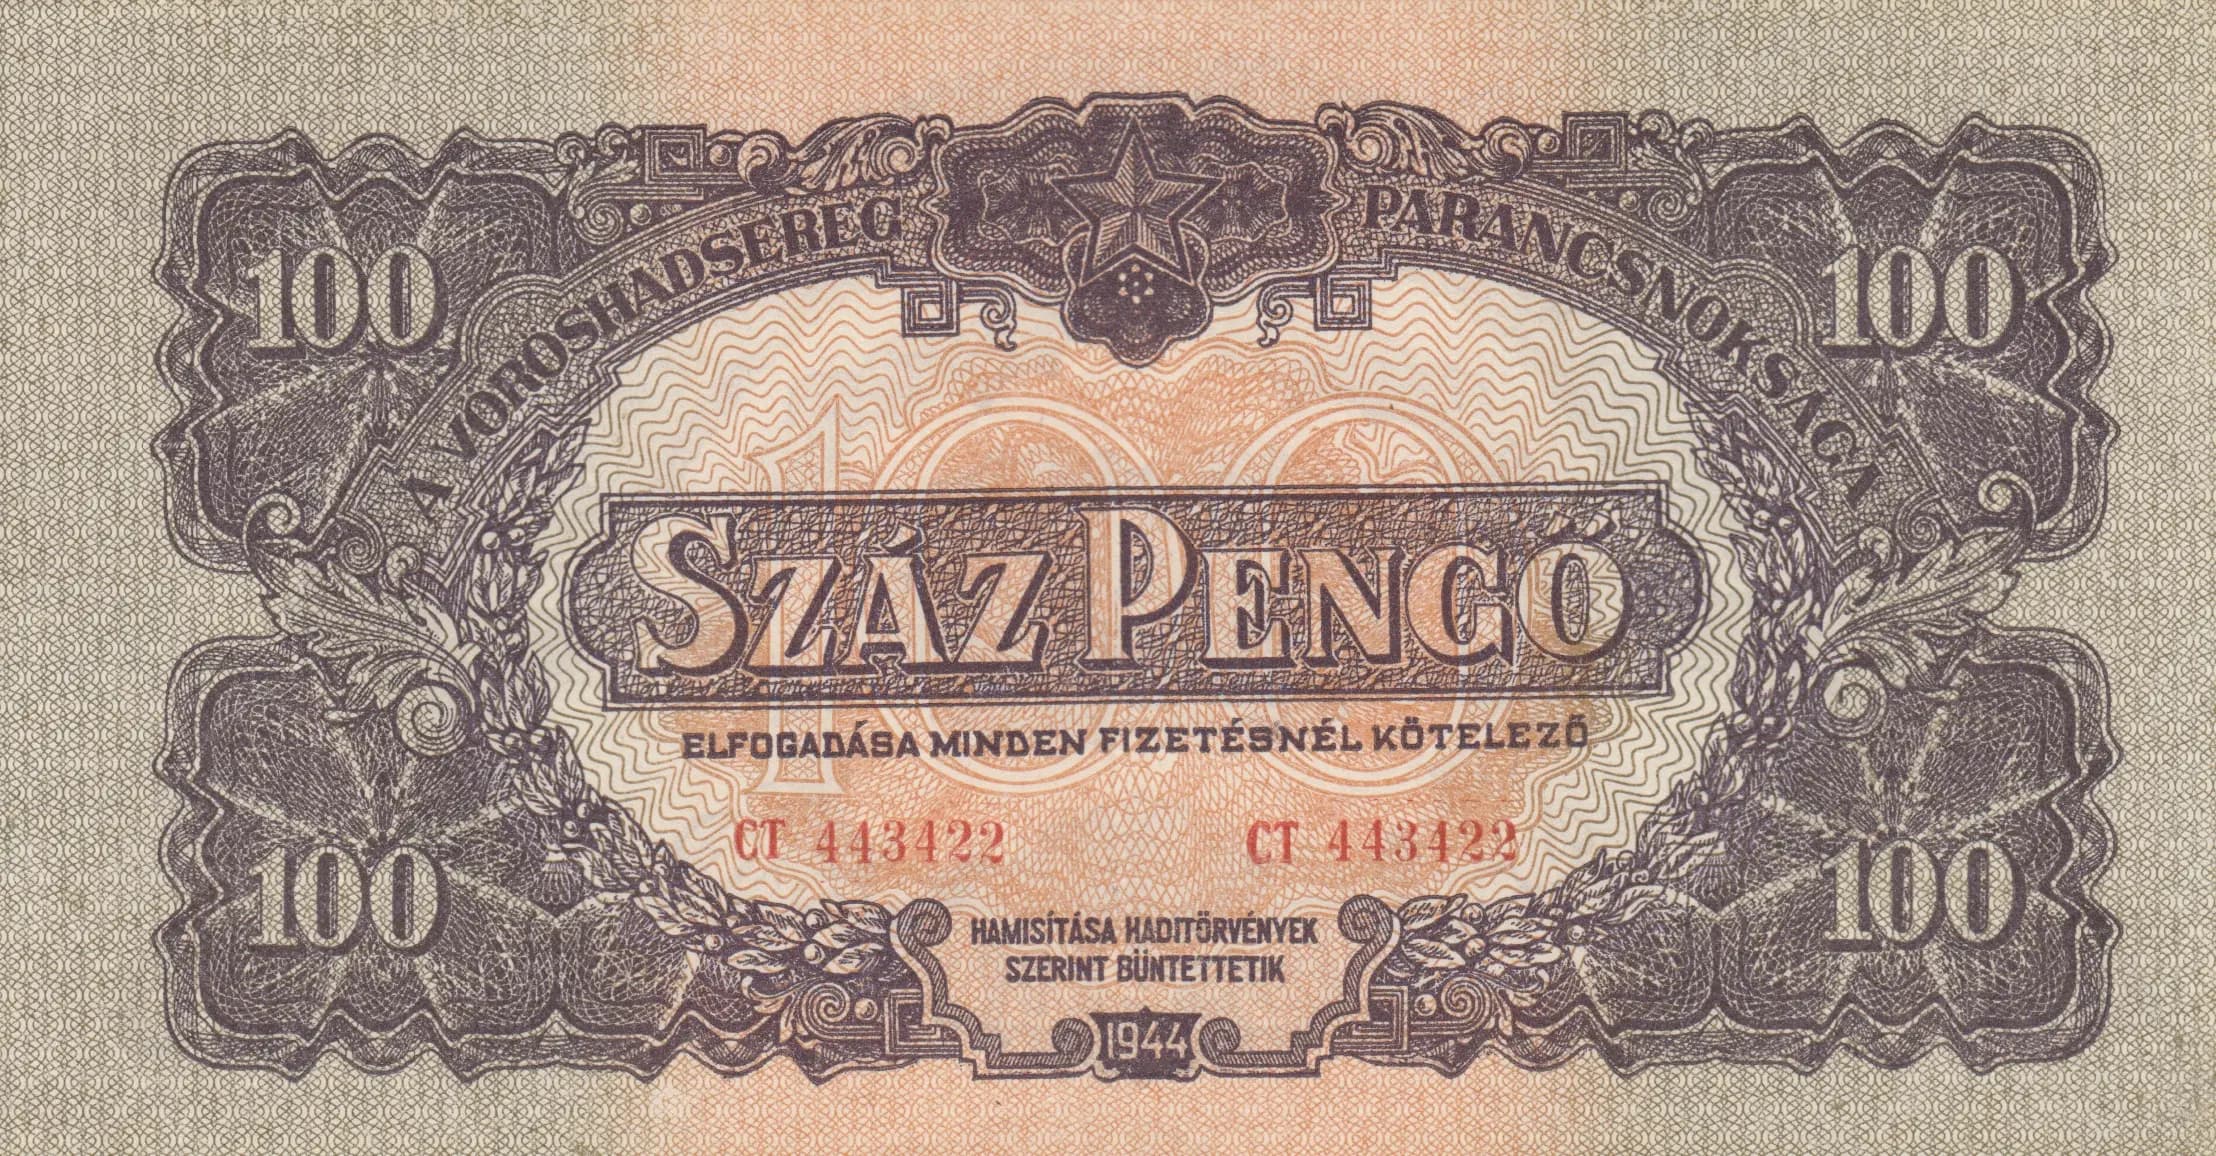 A VÖRÖSHADSEREG PARANCSNOKSÁGA
100 100
100
SZÁZ PENGŐ
ELFOGADÁSA MINDEN FIZETÉSNÉL KÖTELEZŐ
CT 443422 CT 443422
100 100
HAMISÍTÁSA HADITÖRVÉNYEK
SZERINT BÜNTETTETIK
1944